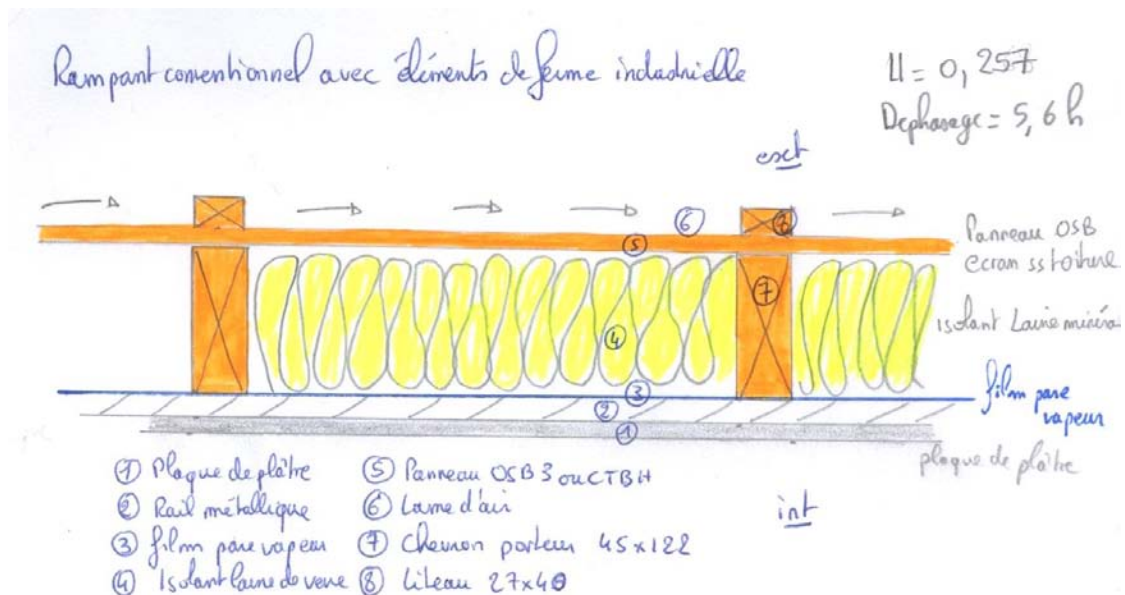 Rampant conventionnel avec éléments de ferme industrielle
U = 0,257
Dephasage = 5,6 h
ext
6
8
5
Panneau OSB
ecran ss toiture
7
Isolant Laine minéra
4
3
film pare
vapeur
2
1
plaque de plâtre
int
① Plaque de plâtre
② Rail métallique
③ film pare vapeur
④ Isolant laine de verre
⑤ Panneau OSB 3 ou CTBH
⑥ Lame d'air
⑦ Chevron porteur 45x122
⑧ Liteau 27x40